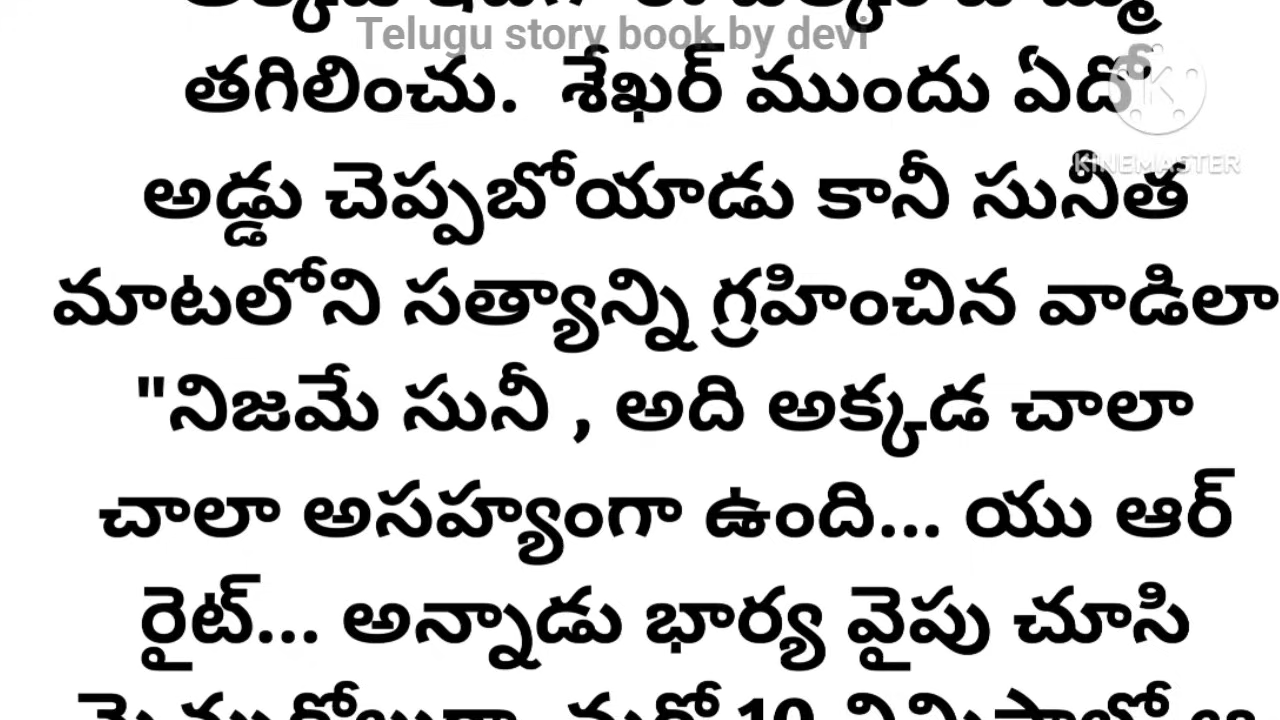 Telugu story book by devi
తగిలించు. శేఖర్ ముందు ఏదో
KINEMASTER
అడ్డు చెప్పబోయాడు కానీ సునీత
మాటలోని సత్యాన్ని గ్రహించిన వాడిలా
"నిజమే సునీ , అది అక్కడ చాలా
చాలా అసహ్యంగా ఉంది... యు ఆర్
రైట్... అన్నాడు భార్య వైపు చూసి